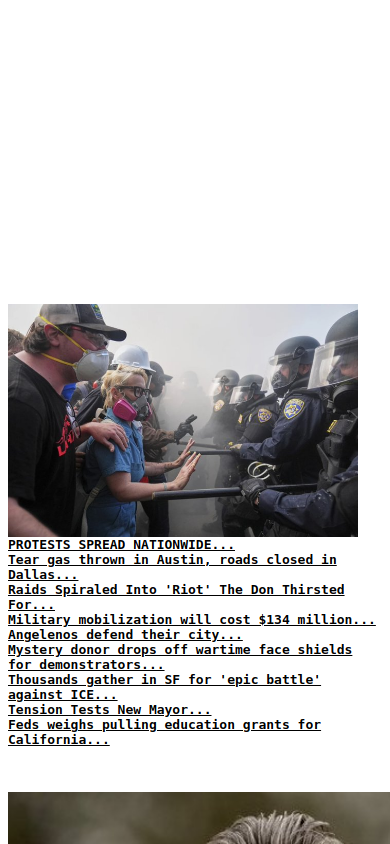 PROTESTS SPREAD NATIONWIDE...
Tear gas thrown in Austin, roads closed in
Dallas...
Raids Spiraled Into 'Riot' The Don Thirsted
For...
Military mobilization will cost $134 million...
Angelenos defend their city...
Mystery donor drops off wartime face shields
for demonstrators...
Thousands gather in SF for 'epic battle'
against ICE...
Tension Tests New Mayor...
Feds weighs pulling education grants for
California...